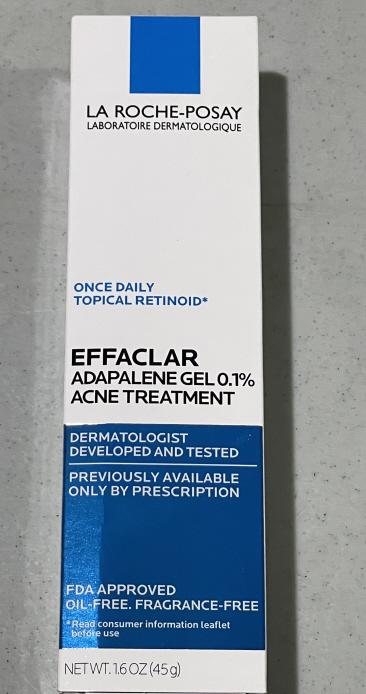 LA ROCHE-POSAY
LABORATOIRE DERMATOLOGIQUE
ONCE DAILY
TOPICAL RETINOID*
EFFACLAR
ADAPALENE GEL 0.1%
ACNE TREATMENT
DERMATOLOGIST
DEVELOPED AND TESTED
PREVIOUSLY AVAILABLE
ONLY BY PRESCRIPTION
FDA APPROVED
OIL-FREE. FRAGRANCE-FREE
*Read consumer information leaflet
before use
NET WT. 1.6 OZ (45 g)